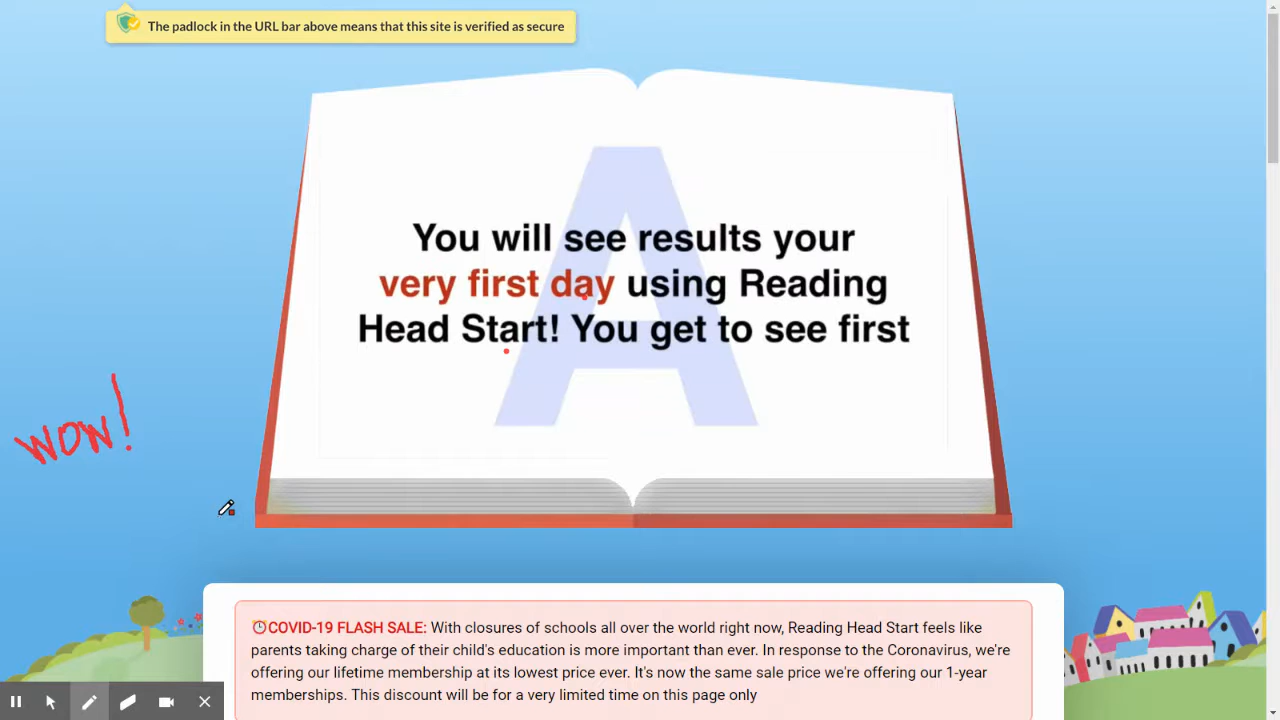 The padlock in the URL bar above means that this site is verified as secure
A
You will see results your
very first day using Reading
Head Start! You get to see first
wow!
COVID-19 FLASH SALE: With closures of schools all over the world right now, Reading Head Start feels like
parents taking charge of their child's education is more important than ever. In response to the Coronavirus, we're
offering our lifetime membership at its lowest price ever. It's now the same sale price we're offering our 1-year
memberships. This discount will be for a very limited time on this page only